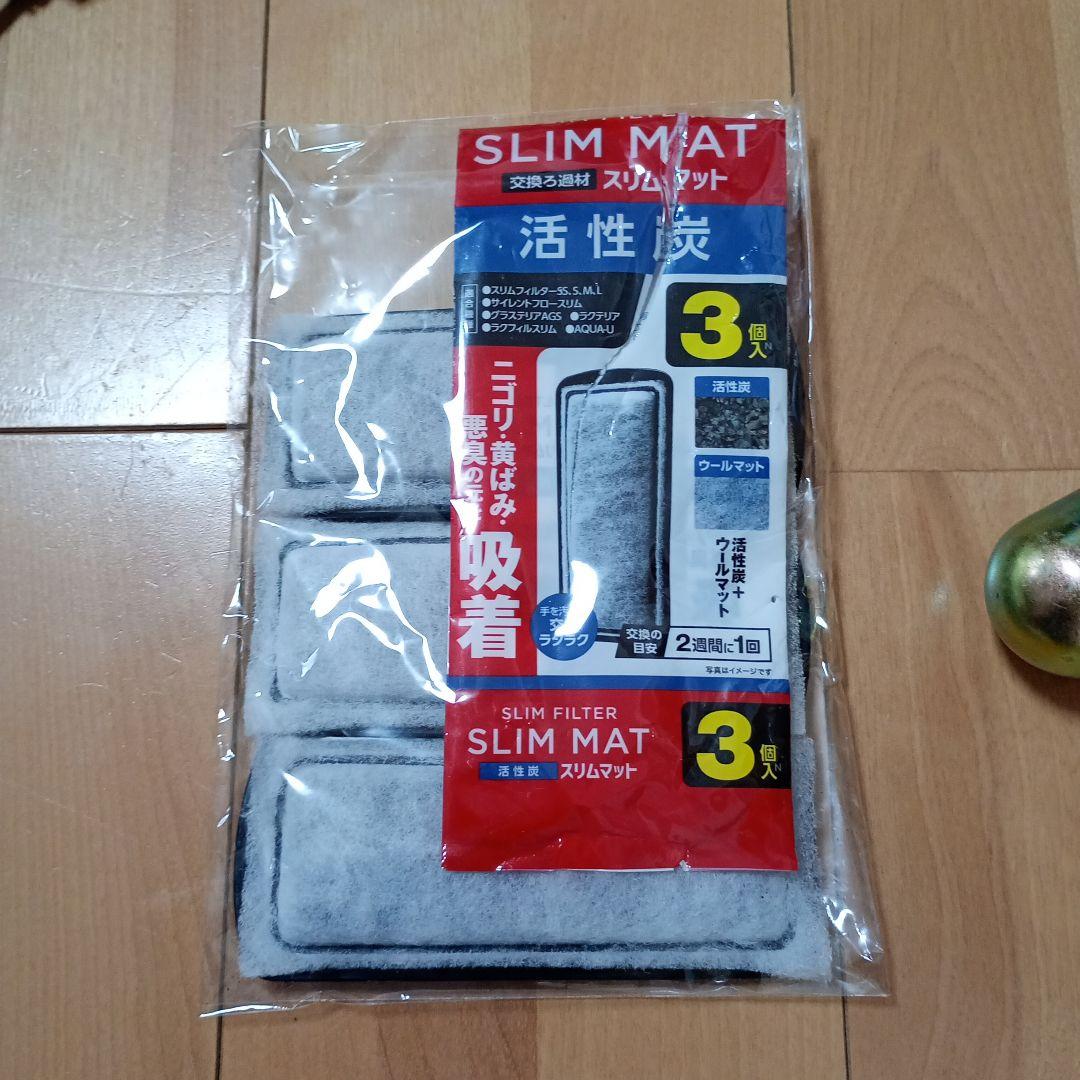 SLIM MAT
交換ろ過材 スリムマット
活性炭
●スリムフィルターSS、S、M、L
●サイレントフロースリム
●グラステリアAGS ●ラクテリア
●ラクフィルスリム ●AQUA-U
3個入
N
ニゴリ・黄ばみ・
悪臭の元を
吸着
活性炭
ウールマット
活性炭+
ウールマット
手を汚
交
ラクラク
交換の
目安
2週間に1回
写真はイメージです
SLIM FILTER
SLIM MAT
活性炭 スリムマット
3個入
N